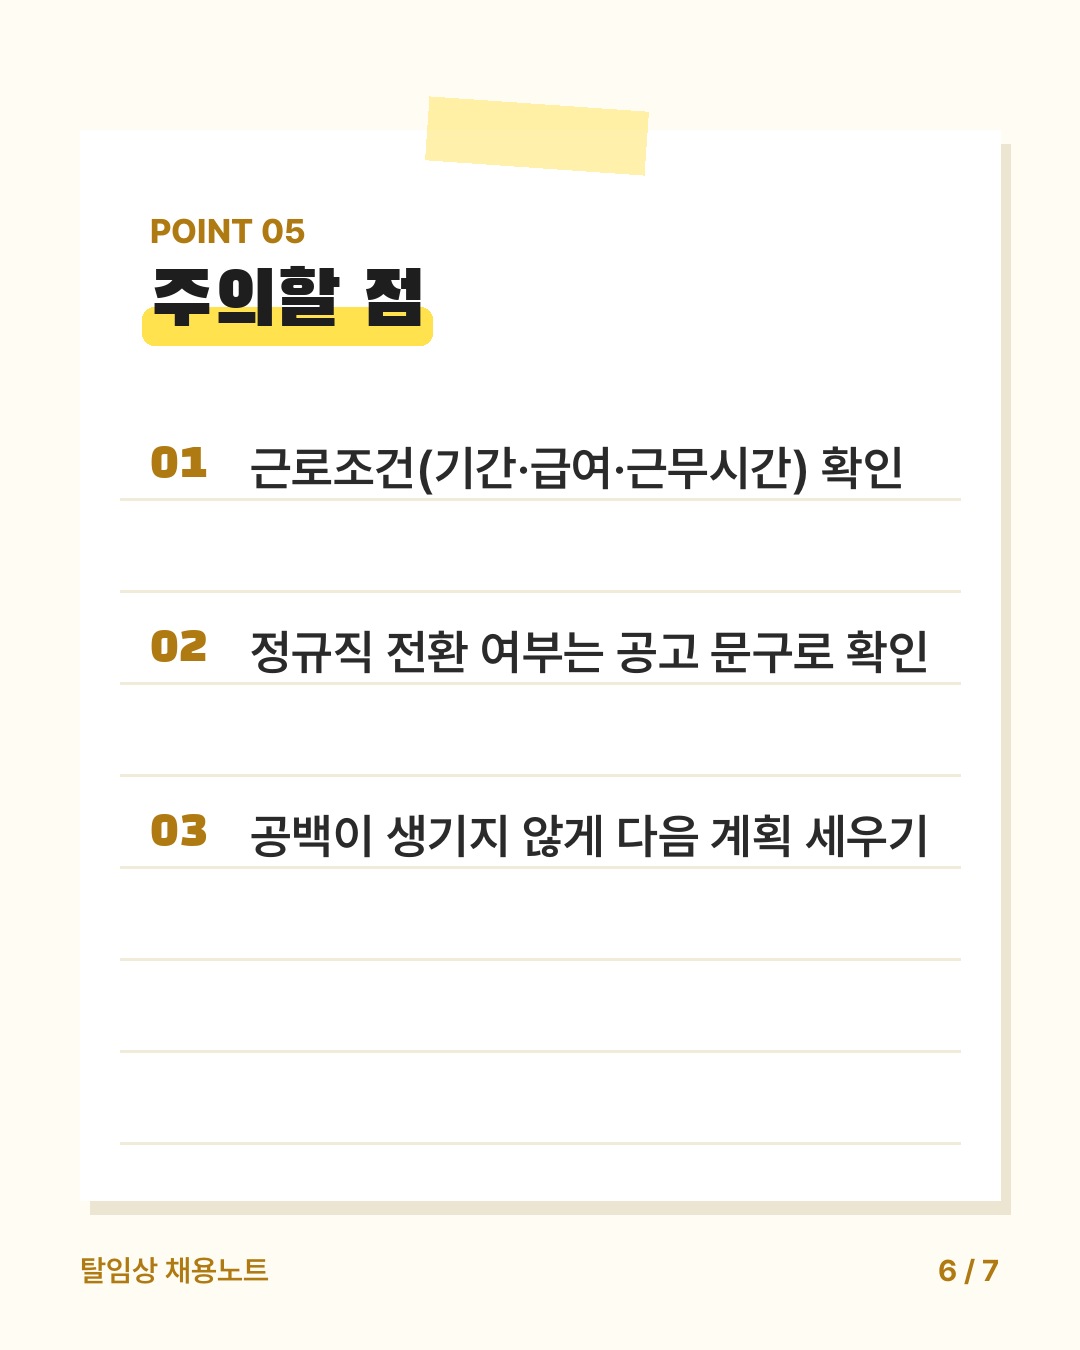 POINT 05
주의할 점
01 근로조건(기간·급여·근무시간) 확인
02 정규직 전환 여부는 공고 문구로 확인
03 공백이 생기지 않게 다음 계획 세우기
탈임상 채용노트
6 / 7